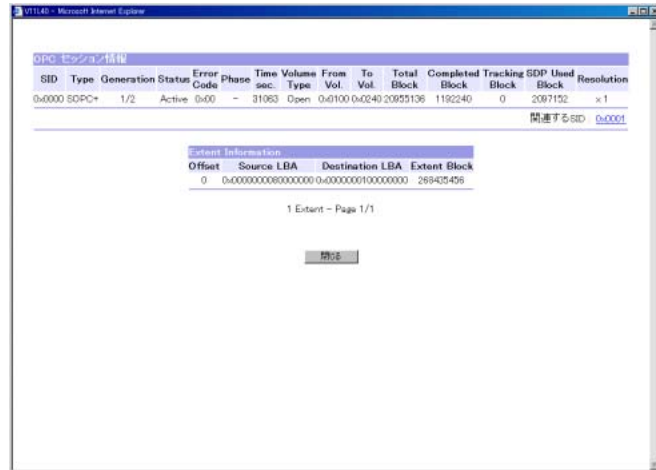 V11L40 - Microsoft Internet Explorer
OPC セッション情報
SID Type Generation Status Error Code Phase Time sec. Volume Type From Vol. To Vol. Total Block Completed Block Tracking Block SDP Used Block Resolution
0x0000 SOPC+ 1/2 Active 0x00 - 31063 Open 0x0100 0x0240 20955136 1192240 0 2097152 ×1
関連するSID 0x0001
Extent Information
Offset Source LBA Destination LBA Extent Block
0 0x0000000080000000 0x0000000100000000 268435456
1 Extent - Page 1/1
閉じる